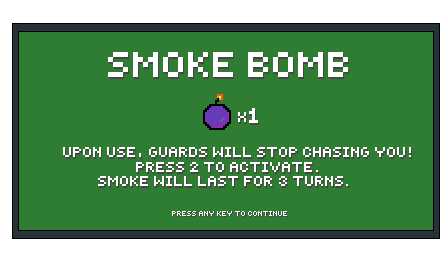 SMOKE BOMB
x1
UPON USE, GUARDS WILL STOP CHASING YOU!
PRESS 2 TO ACTIVATE.
SMOKE WILL LAST FOR 3 TURNS.
PRESS ANY KEY TO CONTINUE